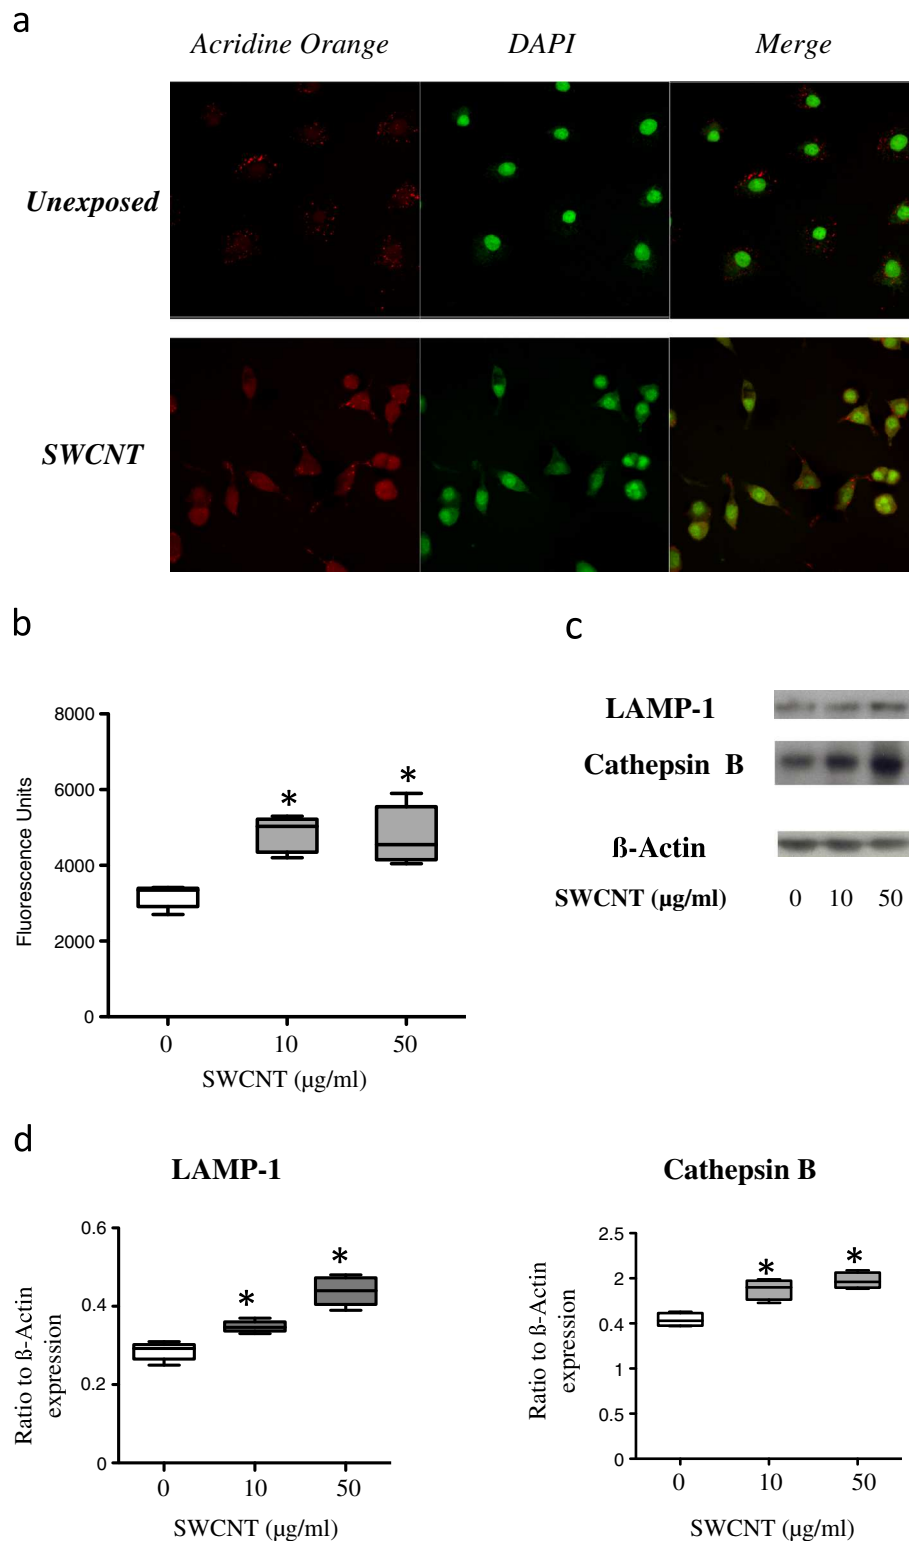 a
Acridine Orange DAPI Merge
Unexposed
SWCNT
b
8000
6000
4000
2000
0
Fluorescence Units
* *
0 10 50
SWCNT (µg/ml)
c
LAMP-1
Cathepsin B
ß-Actin
SWCNT (µg/ml) 0 10 50
d
LAMP-1
0.6
0.4
0.2
0
Ratio to ß-Actin
expression
* *
0 10 50
SWCNT (µg/ml)
Cathepsin B
2.5
2
0.4
1
0.5
0
Ratio to ß-Actin
expression
* *
0 10 50
SWCNT (µg/ml)